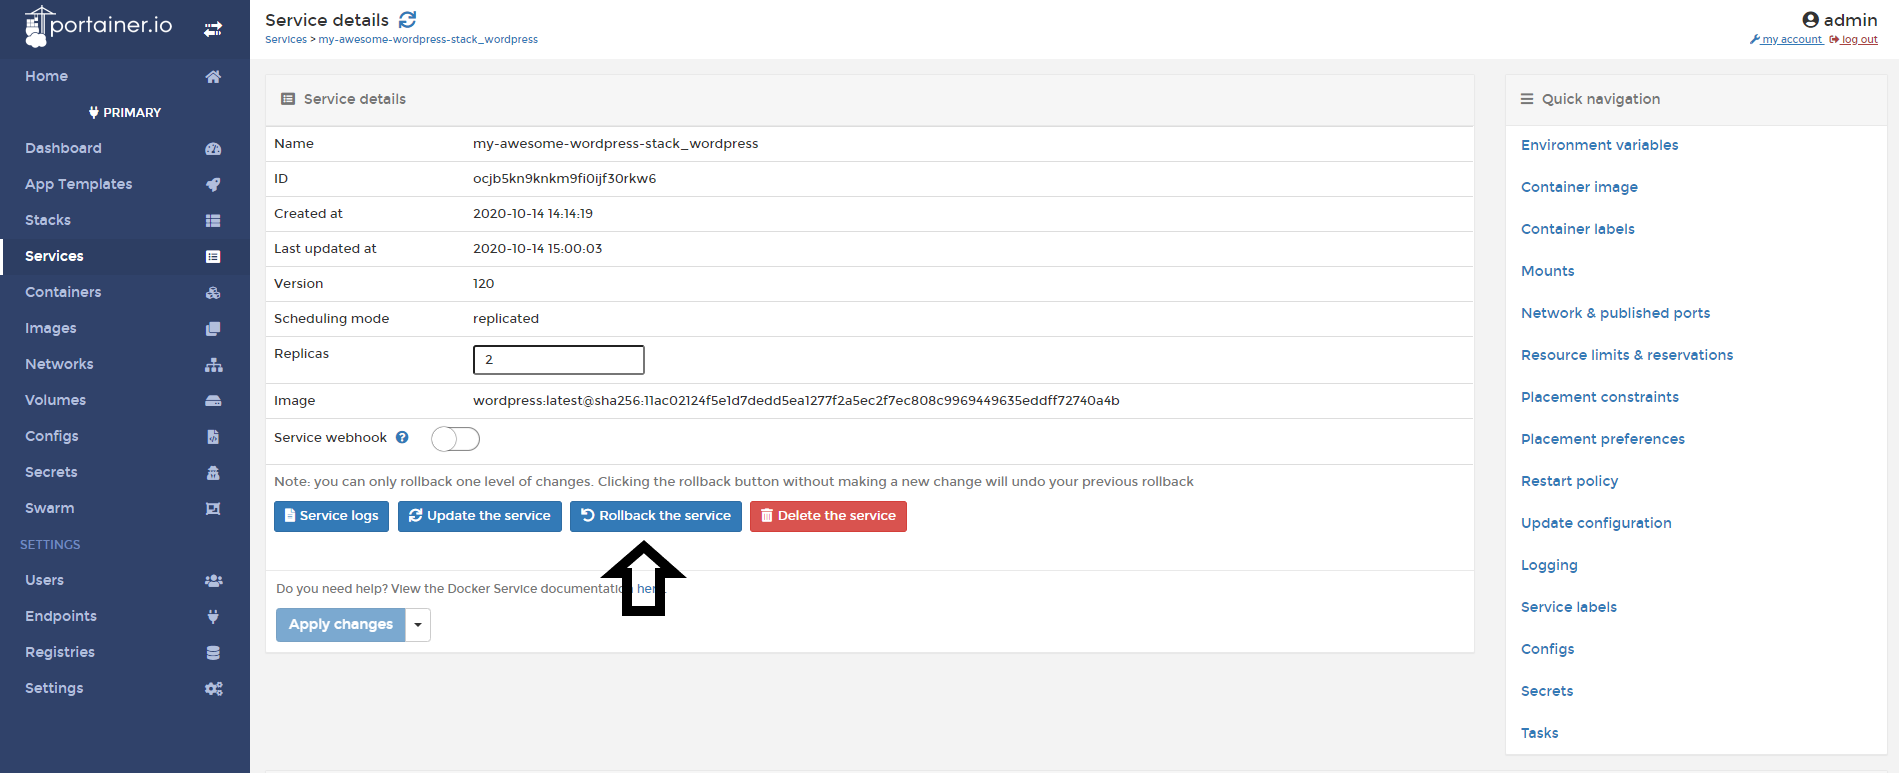 portainer.io
Home
PRIMARY
Dashboard
App Templates
Stacks
Services
Containers
Images
Networks
Volumes
Configs
Secrets
Swarm
SETTINGS
Users
Endpoints
Registries
Settings
Service details
Services > my-awesome-wordpress-stack_wordpress
admin
my account log out
Service details
Name my-awesome-wordpress-stack_wordpress
ID ocjb5kn9knkm9fi0ijf30rkw6
Created at 2020-10-14 14:14:19
Last updated at 2020-10-14 15:00:03
Version 120
Scheduling mode replicated
Replicas 2
Image wordpress:latest@sha256:11ac02124f5e1d7dedd5ea1277f2a5ec2f7ec808c9969449635eddff72740a4b
Service webhook
Note: you can only rollback one level of changes. Clicking the rollback button without making a new change will undo your previous rollback
Service logs Update the service Rollback the service Delete the service
Do you need help? View the Docker Service documentation here.
Apply changes
Quick navigation
Environment variables
Container image
Container labels
Mounts
Network & published ports
Resource limits & reservations
Placement constraints
Placement preferences
Restart policy
Update configuration
Logging
Service labels
Configs
Secrets
Tasks